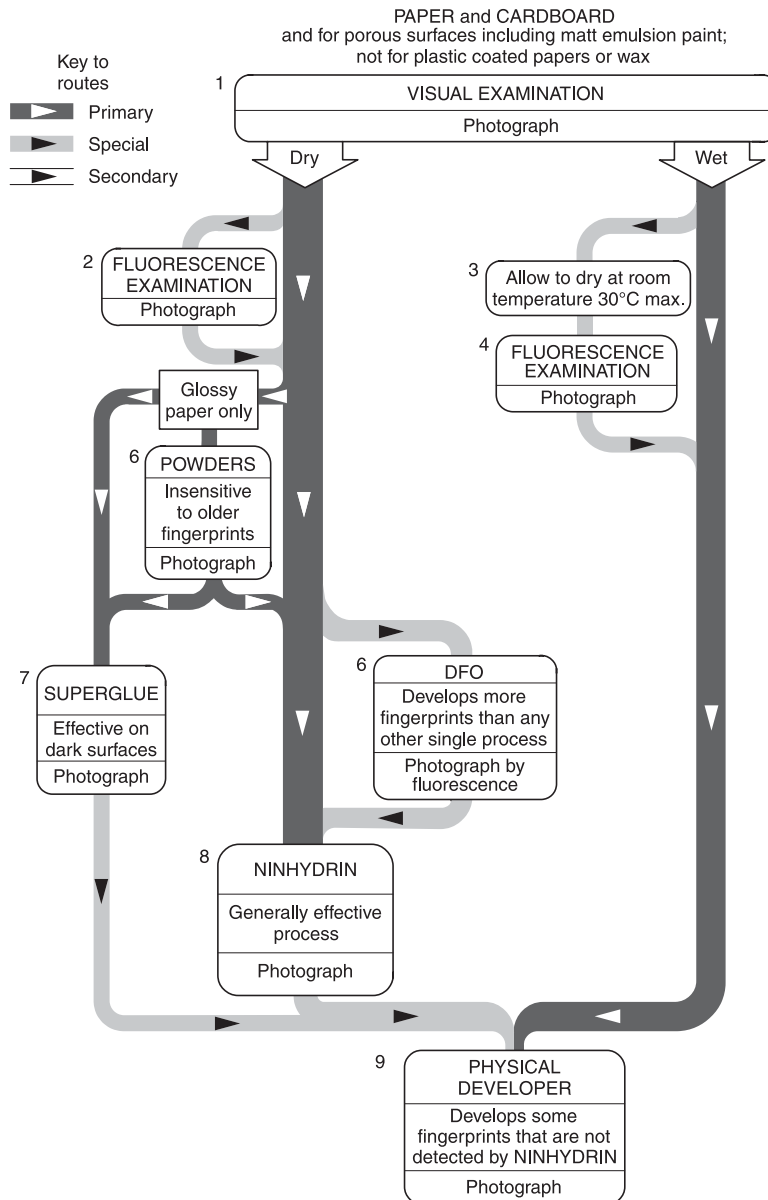 PAPER and CARDBOARD
and for porous surfaces including matt emulsion paint;
not for plastic coated papers or wax
Key to
routes
Primary
Special
Secondary
1
VISUAL EXAMINATION
Photograph
Dry
Wet
2
FLUORESCENCE
EXAMINATION
Photograph
3
Allow to dry at room
temperature 30°C max.
4
FLUORESCENCE
EXAMINATION
Photograph
Glossy
paper only
6
POWDERS
Insensitive
to older
fingerprints
Photograph
6
DFO
Develops more
fingerprints than any
other single process
Photograph by
fluorescence
7
SUPERGLUE
Effective on
dark surfaces
Photograph
8
NINHYDRIN
Generally effective
process
Photograph
9
PHYSICAL
DEVELOPER
Develops some
fingerprints that are not
detected by NINHYDRIN
Photograph